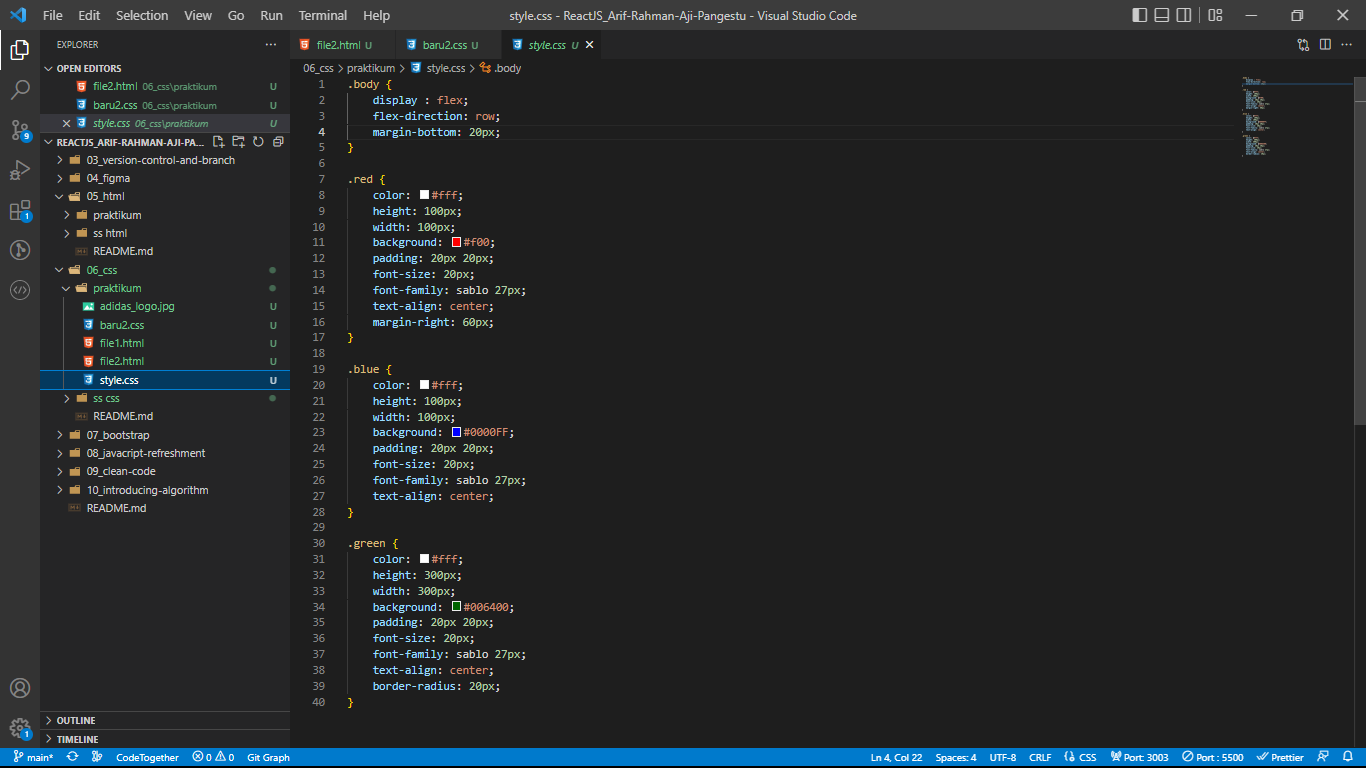 File Edit Selection View Go Run Terminal Help
style.css - ReactJS_Arif-Rahman-Aji-Pangestu - Visual Studio Code
EXPLORER
OPEN EDITORS
file2.html 06_css\praktikum U
baru2.css 06_css\praktikum U
style.css 06_css\praktikum U
REACTJS_ARIF-RAHMAN-AJI-PA...
03_version-control-and-branch
04_figma
05_html
praktikum
ss html
README.md
06_css
praktikum
adidas_logo.jpg U
baru2.css U
file1.html U
file2.html U
style.css U
ss css
README.md
07_bootstrap
08_javacript-refreshment
09_clean-code
10_introducing-algorithm
README.md
OUTLINE
TIMELINE
9
1
1
file2.html U baru2.css U style.css U
06_css > praktikum > style.css > .body
1 .body {
2 display : flex;
3 flex-direction: row;
4 margin-bottom: 20px;
5 }
6
7 .red {
8 color: #fff;
9 height: 100px;
10 width: 100px;
11 background: #f00;
12 padding: 20px 20px;
13 font-size: 20px;
14 font-family: sablo 27px;
15 text-align: center;
16 margin-right: 60px;
17 }
18
19 .blue {
20 color: #fff;
21 height: 100px;
22 width: 100px;
23 background: #0000FF;
24 padding: 20px 20px;
25 font-size: 20px;
26 font-family: sablo 27px;
27 text-align: center;
28 }
29
30 .green {
31 color: #fff;
32 height: 300px;
33 width: 300px;
34 background: #006400;
35 padding: 20px 20px;
36 font-size: 20px;
37 font-family: sablo 27px;
38 text-align: center;
39 border-radius: 20px;
40 }
main* CodeTogether 0 0 Git Graph Ln 4, Col 22 Spaces: 4 UTF-8 CRLF CSS Port: 3003 Port : 5500 Prettier